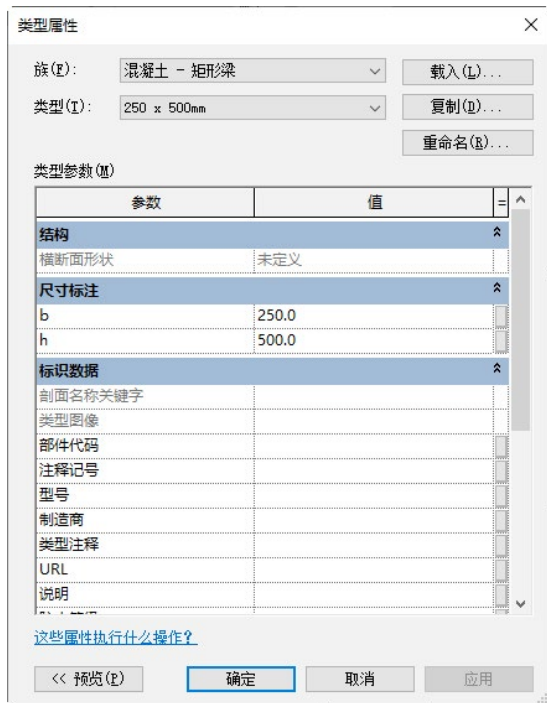 类型属性
族(F): 混凝土 - 矩形梁 载入(L)...
类型(T): 250 x 500mm 复制(D)...
重命名(R)...
类型参数(M)
参数 值 =
结构
横断面形状 未定义
尺寸标注
b 250.0
h 500.0
标识数据
剖面名称关键字
类型图像
部件代码
注释记号
型号
制造商
类型注释
URL
说明
这些属性执行什么操作?
<< 预览(P) 确定 取消 应用